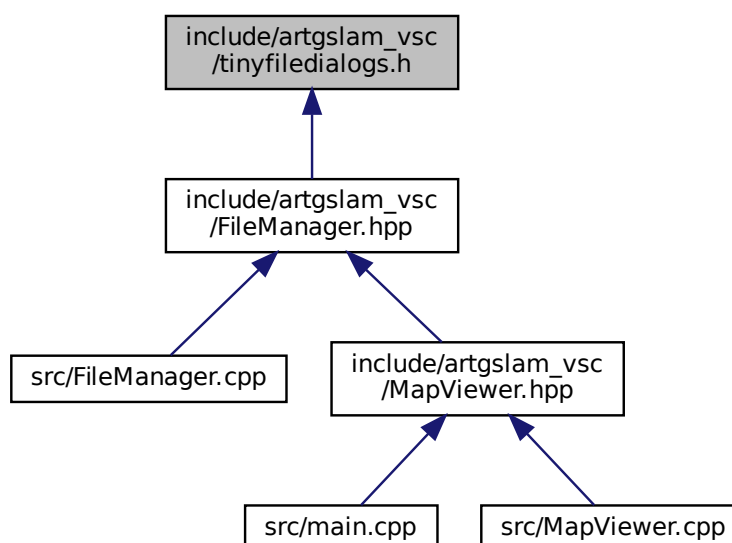 include/artgslam_vsc
/tinyfiledialogs.h
include/artgslam_vsc
/FileManager.hpp
src/FileManager.cpp
include/artgslam_vsc
/MapViewer.hpp
src/main.cpp
src/MapViewer.cpp